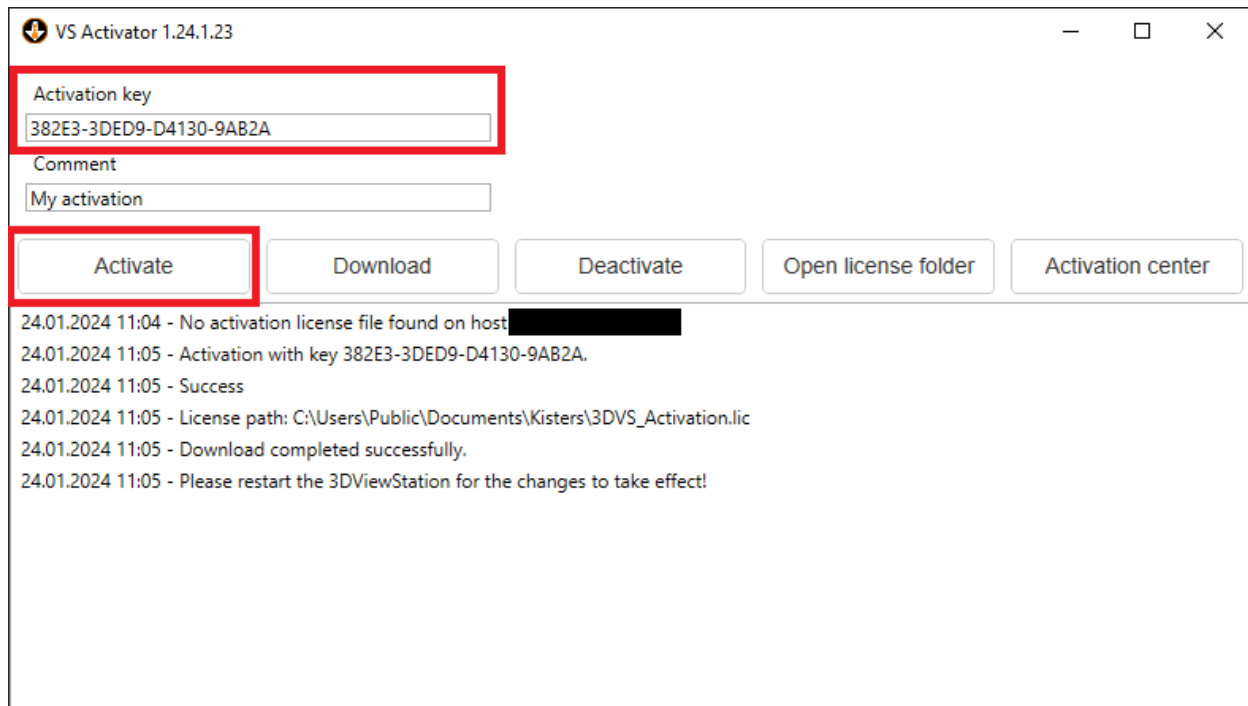 VS Activator 1.24.1.23
Activation key
382E3-3DED9-D4130-9AB2A
Comment
My activation
Activate Download Deactivate Open license folder Activation center
24.01.2024 11:04 - No activation license file found on host
24.01.2024 11:05 - Activation with key 382E3-3DED9-D4130-9AB2A.
24.01.2024 11:05 - Success
24.01.2024 11:05 - License path: C:\Users\Public\Documents\Kisters\3DVS_Activation.lic
24.01.2024 11:05 - Download completed successfully.
24.01.2024 11:05 - Please restart the 3DViewStation for the changes to take effect!